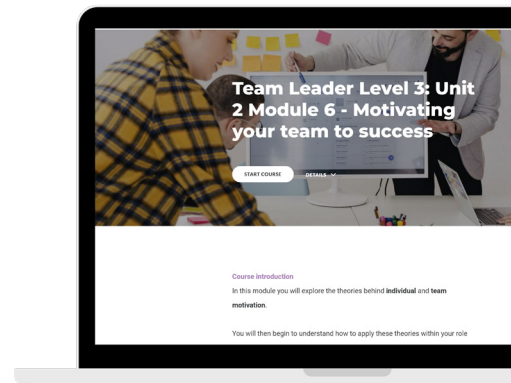 Team Leader Level 3: Unit
2 Module 6 - Motivating
your team to success
START COURSE
DETAILS
Course introduction
In this module you will explore the theories behind individual and team
motivation.
You will then begin to understand how to apply these theories within your role